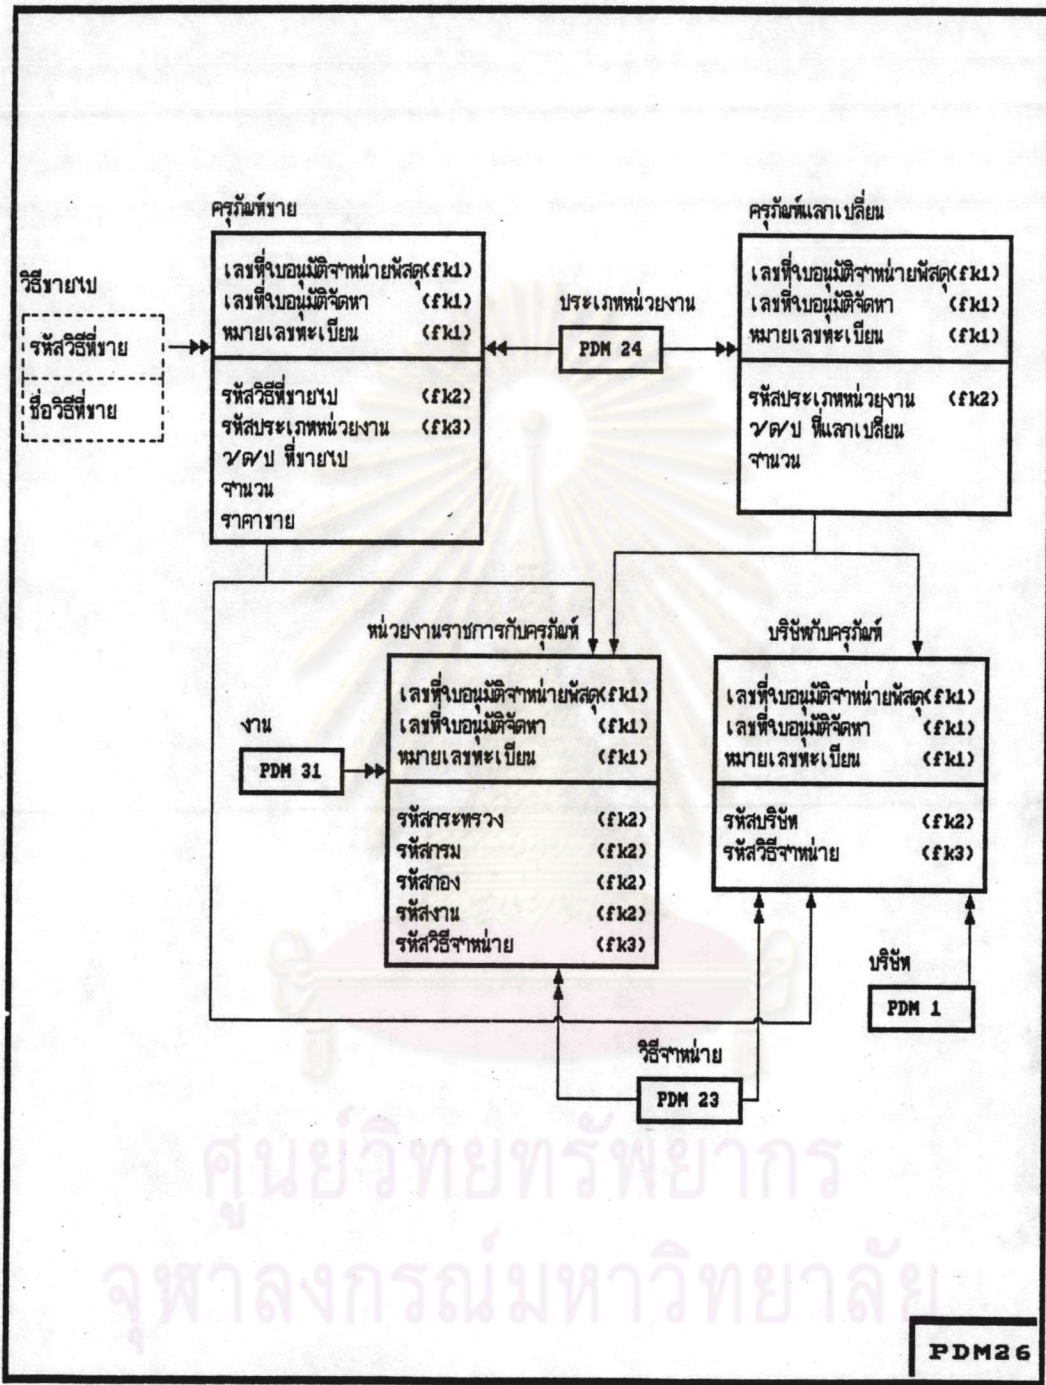 ครุภัณฑ์ขาย
เลขที่ใบอนุมัติจำหน่ายพัสดุ(fk1)
เลขที่ใบอนุมัติจัดหา (fk1)
หมายเลขทะเบียน (fk1)
รหัสวิธีที่ขายไป (fk2)
รหัสประเภทหน่วยงาน (fk3)
ว/ด/ป ที่ขายไป
จำนวน
ราคาขาย
วิธีขายไป
รหัสวิธีที่ขาย
ชื่อวิธีที่ขาย
ประเภทหน่วยงาน
PDM 24
ครุภัณฑ์แลกเปลี่ยน
เลขที่ใบอนุมัติจำหน่ายพัสดุ(fk1)
เลขที่ใบอนุมัติจัดหา (fk1)
หมายเลขทะเบียน (fk1)
รหัสประเภทหน่วยงาน (fk2)
ว/ด/ป ที่แลกเปลี่ยน
จำนวน
หน่วยงานราชการกับครุภัณฑ์
เลขที่ใบอนุมัติจำหน่ายพัสดุ(fk1)
เลขที่ใบอนุมัติจัดหา (fk1)
หมายเลขทะเบียน (fk1)
รหัสกระทรวง (fk2)
รหัสกรม (fk2)
รหัสกอง (fk2)
รหัสงาน (fk2)
รหัสวิธีจำหน่าย (fk3)
งาน
PDM 31
บริษัทกับครุภัณฑ์
เลขที่ใบอนุมัติจำหน่ายพัสดุ(fk1)
เลขที่ใบอนุมัติจัดหา (fk1)
หมายเลขทะเบียน (fk1)
รหัสบริษัท (fk2)
รหัสวิธีจำหน่าย (fk3)
บริษัท
PDM 1
วิธีจำหน่าย
PDM 23
ศูนย์วิทยทรัพยากร
จุฬาลงกรณ์มหาวิทยาลัย
PDM26